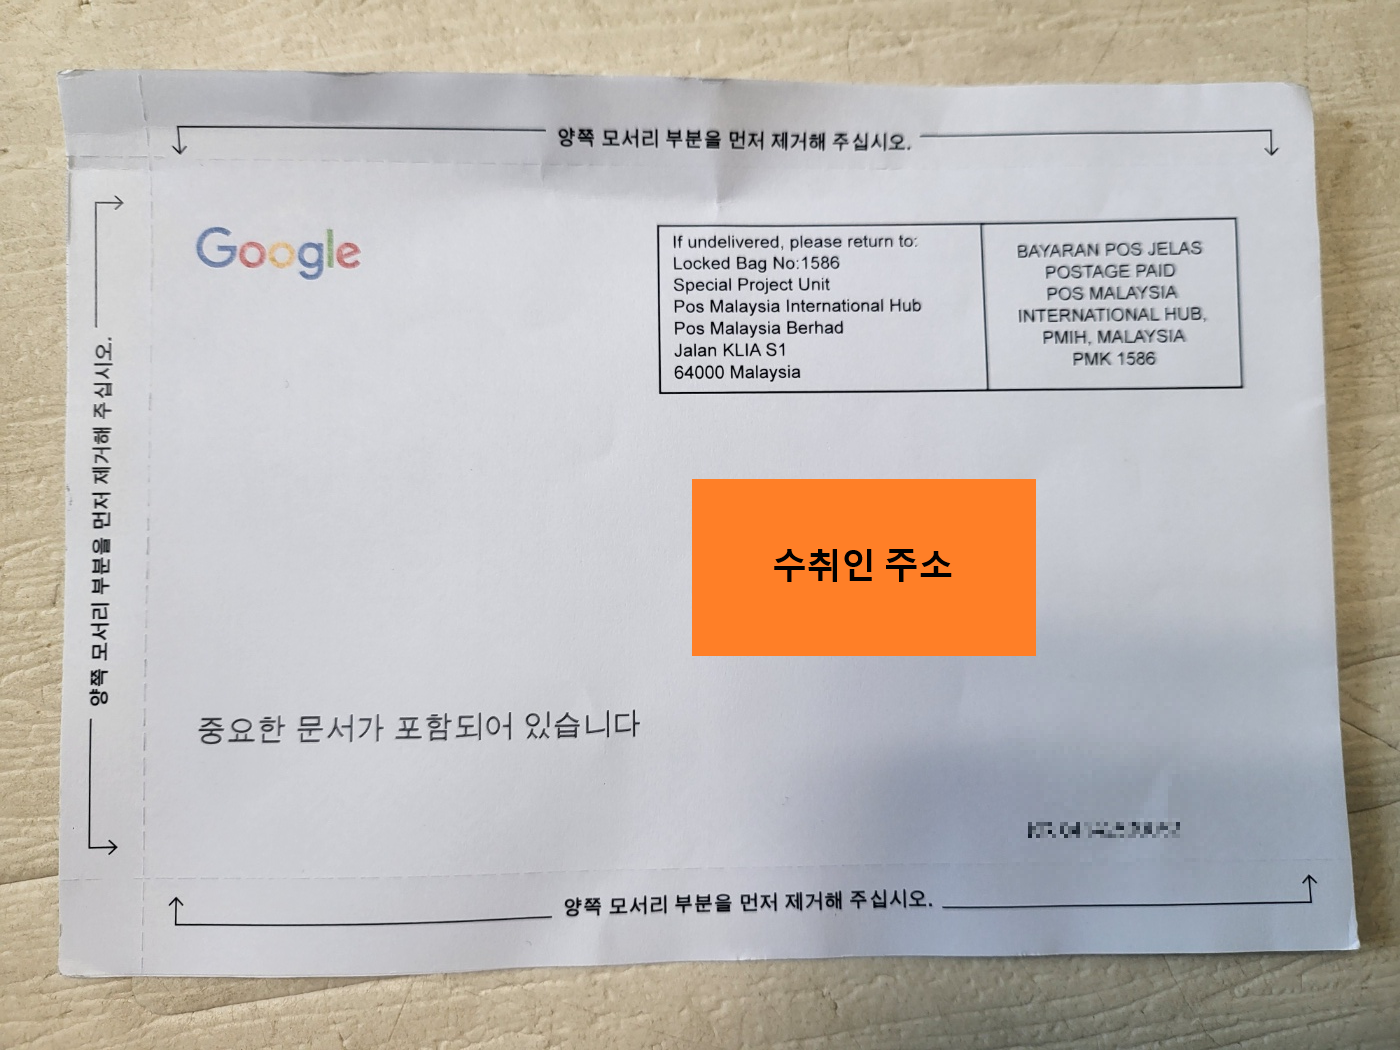 양쪽 모서리 부분을 먼저 제거해 주십시오.
Google
If undelivered, please return to:
Locked Bag No:1586
Special Project Unit
Pos Malaysia International Hub
Pos Malaysia Berhad
Jalan KLIA S1
64000 Malaysia
BAYARAN POS JELAS
POSTAGE PAID
POS MALAYSIA
INTERNATIONAL HUB,
PMIH, MALAYSIA
PMK 1586
양쪽 모서리 부분을 먼저 제거해 주십시오.
수취인 주소
중요한 문서가 포함되어 있습니다
양쪽 모서리 부분을 먼저 제거해 주십시오.